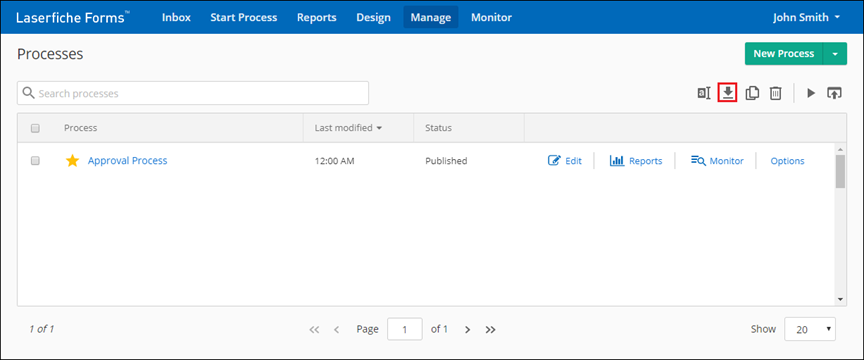 Laserfiche Forms™ Inbox Start Process Reports Design Manage Monitor John Smith
Processes
New Process
Search processes
Process Last modified Status
Approval Process 12:00 AM Published Edit Reports Monitor Options
1 of 1 Page 1 of 1 Show 20